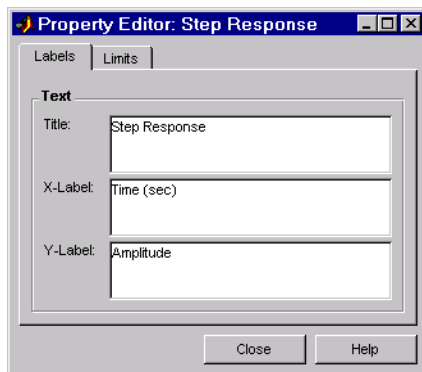 Property Editor: Step Response
Labels Limits
Text
Title: Step Response
X-Label: Time (sec)
Y-Label: Amplitude
Close Help